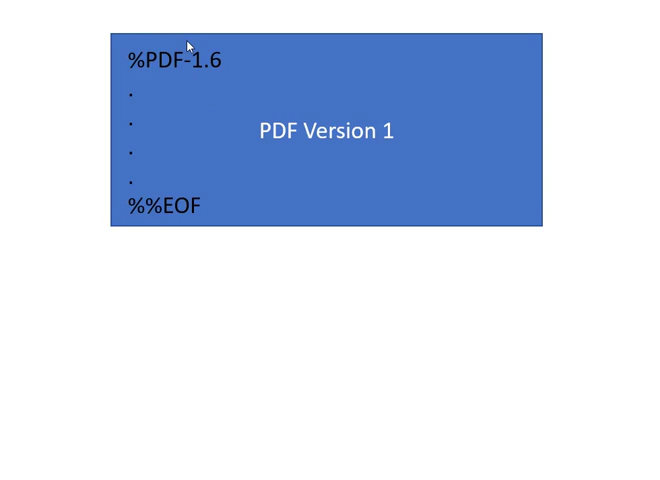 %PDF-1.6
.
.
PDF Version 1
.
.
%%EOF